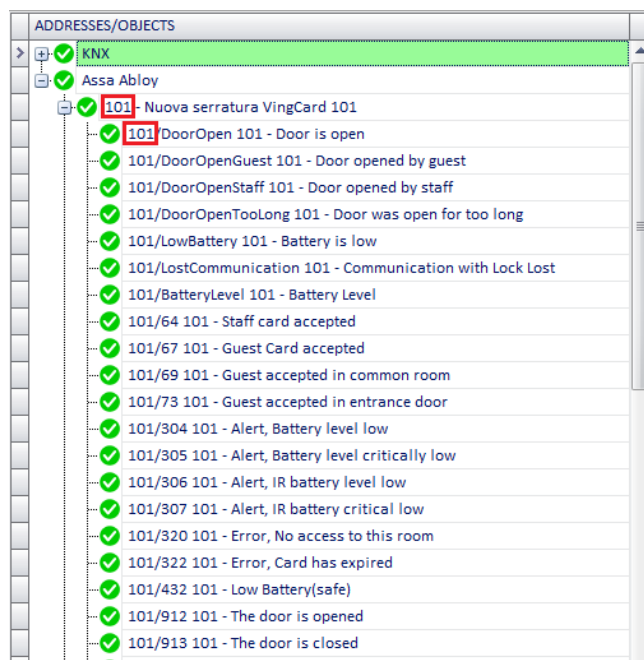 ADDRESSES/OBJECTS
KNX
Assa Abloy
101 - Nuova serratura VingCard 101
101/DoorOpen 101 - Door is open
101/DoorOpenGuest 101 - Door opened by guest
101/DoorOpenStaff 101 - Door opened by staff
101/DoorOpenTooLong 101 - Door was open for too long
101/LowBattery 101 - Battery is low
101/LostCommunication 101 - Communication with Lock Lost
101/BatteryLevel 101 - Battery Level
101/64 101 - Staff card accepted
101/67 101 - Guest Card accepted
101/69 101 - Guest accepted in common room
101/73 101 - Guest accepted in entrance door
101/304 101 - Alert, Battery level low
101/305 101 - Alert, Battery level critically low
101/306 101 - Alert, IR battery level low
101/307 101 - Alert, IR battery critical low
101/320 101 - Error, No access to this room
101/322 101 - Error, Card has expired
101/432 101 - Low Battery(safe)
101/912 101 - The door is opened
101/913 101 - The door is closed